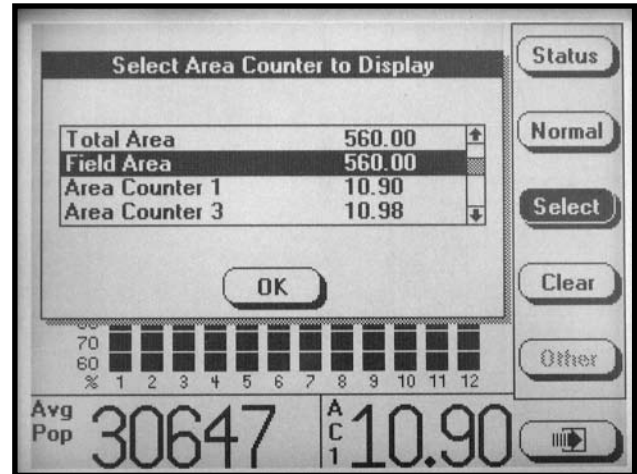 Select Area Counter to Display
Total Area 560.00
Field Area 560.00
Area Counter 1 10.90
Area Counter 3 10.98
OK
Status
Normal
Select
Clear
Other
70
60
% 1 2 3 4 5 6 7 8 9 10 11 12
Avg Pop 30647
AC1 10.90